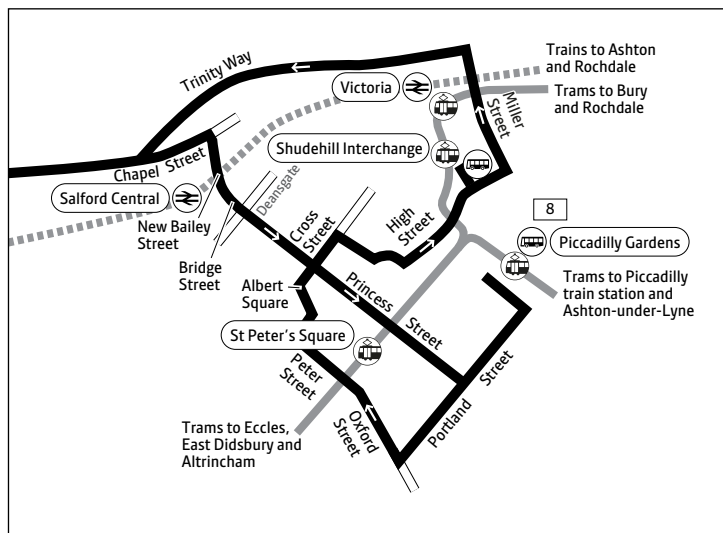 Trinity Way
Victoria
Trains to Ashton
and Rochdale
Trams to Bury
and Rochdale
Miller
Street
Shudehill Interchange
Chapel Street
Salford Central
Deansgate
New Bailey
Street
Bridge
Street
Cross
Street
High
Street
8
Piccadilly Gardens
Albert
Square
Princess
Street
Trams to Piccadilly
train station and
Ashton-under-Lyne
St Peter's Square
Peter
Street
Oxford
Street
Portland
Street
Trams to Eccles,
East Didsbury and
Altrincham